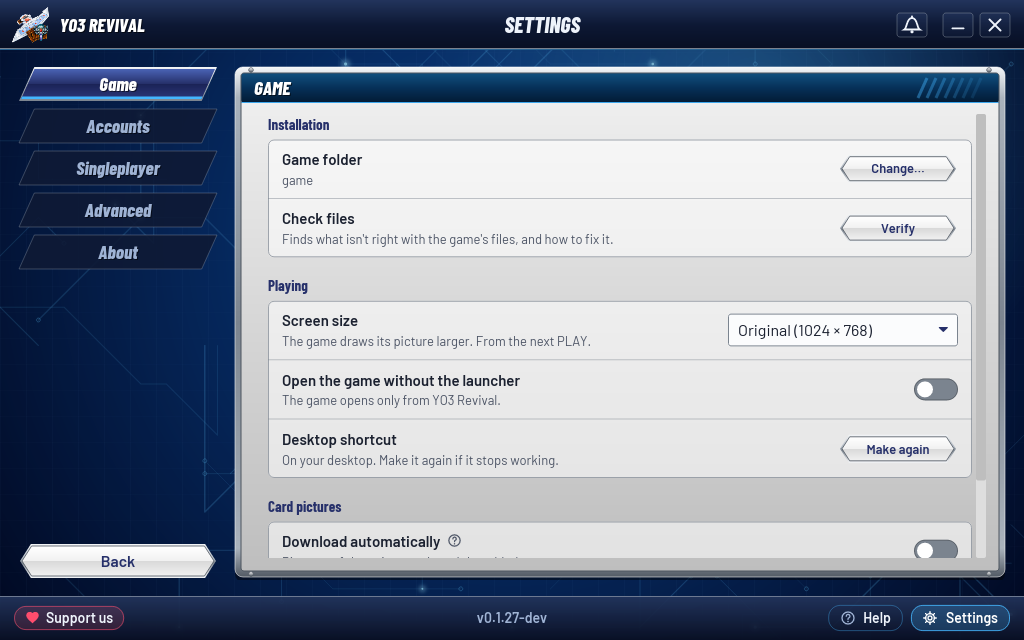 YO3 REVIVAL
SETTINGS
Game
Accounts
Singleplayer
Advanced
About
Back
GAME
Installation
Game folder
game
Change...
Check files
Finds what isn't right with the game's files, and how to fix it.
Verify
Playing
Screen size
The game draws its picture larger. From the next PLAY.
Original (1024 × 768)
Open the game without the launcher
The game opens only from YO3 Revival.
Desktop shortcut
On your desktop. Make it again if it stops working.
Make again
Card pictures
Download automatically
Support us
v0.1.27-dev
Help
Settings